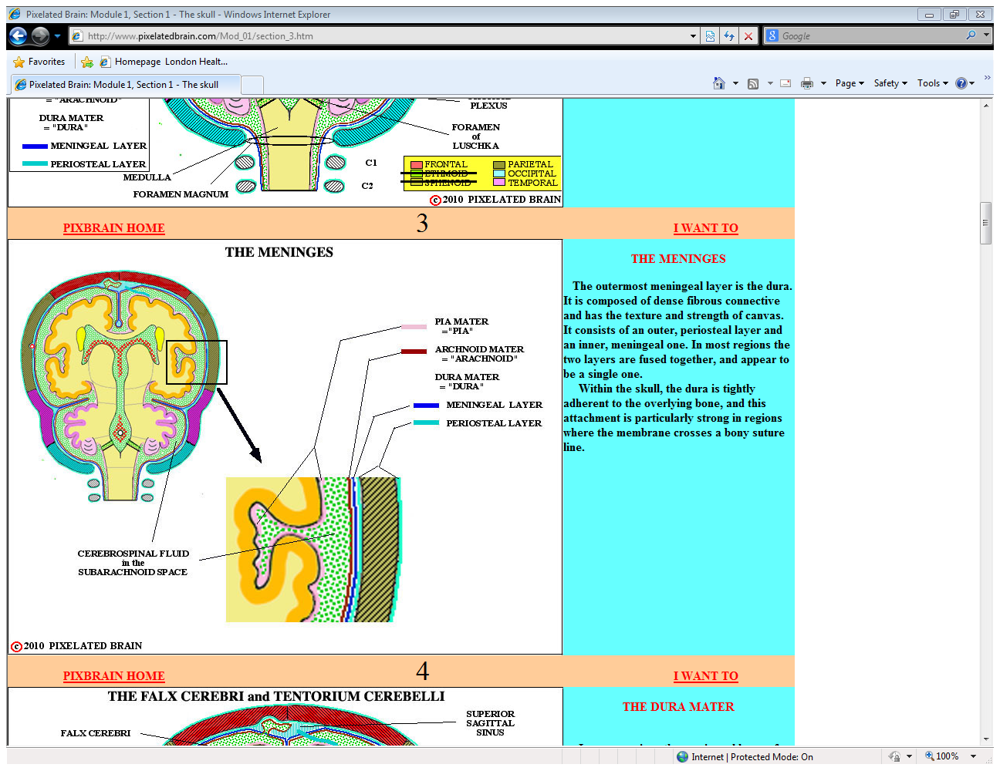 Pixelated Brain: Module 1, Section 1 - The skull - Windows Internet Explorer
http://www.pixelatedbrain.com/Mod_01/section_3.htm
Google
Favorites
Homepage London Healt...
Pixelated Brain: Module 1, Section 1 - The skull
Page
Safety
Tools
= "ARACHNOID"
DURA MATER
= "DURA"
MENINGEAL LAYER
PERIOSTEAL LAYER
MEDULLA
FORAMEN MAGNUM
PLEXUS
FORAMEN
of
LUSCHKA
C1
C2
FRONTAL
ETHMOID
SPHENOID
PARIETAL
OCCIPITAL
TEMPORAL
c 2010 PIXELATED BRAIN
PIXBRAIN HOME
3
I WANT TO
THE MENINGES
PIA MATER
="PIA"
ARCHNOID MATER
= "ARACHNOID"
DURA MATER
= "DURA"
MENINGEAL LAYER
PERIOSTEAL LAYER
CEREBROSPINAL FLUID
in the
SUBARACHNOID SPACE
c 2010 PIXELATED BRAIN
THE MENINGES
The outermost meningeal layer is the dura.
It is composed of dense fibrous connective
and has the texture and strength of canvas.
It consists of an outer, periosteal layer and
an inner, meningeal one. In most regions the
two layers are fused together, and appear to
be a single one.
Within the skull, the dura is tightly
adherent to the overlying bone, and this
attachment is particularly strong in regions
where the membrane crosses a bony suture
line.
PIXBRAIN HOME
4
I WANT TO
THE FALX CEREBRI and TENTORIUM CEREBELLI
FALX CEREBRI
SUPERIOR
SAGITTAL
SINUS
THE DURA MATER
Internet | Protected Mode: On
100%